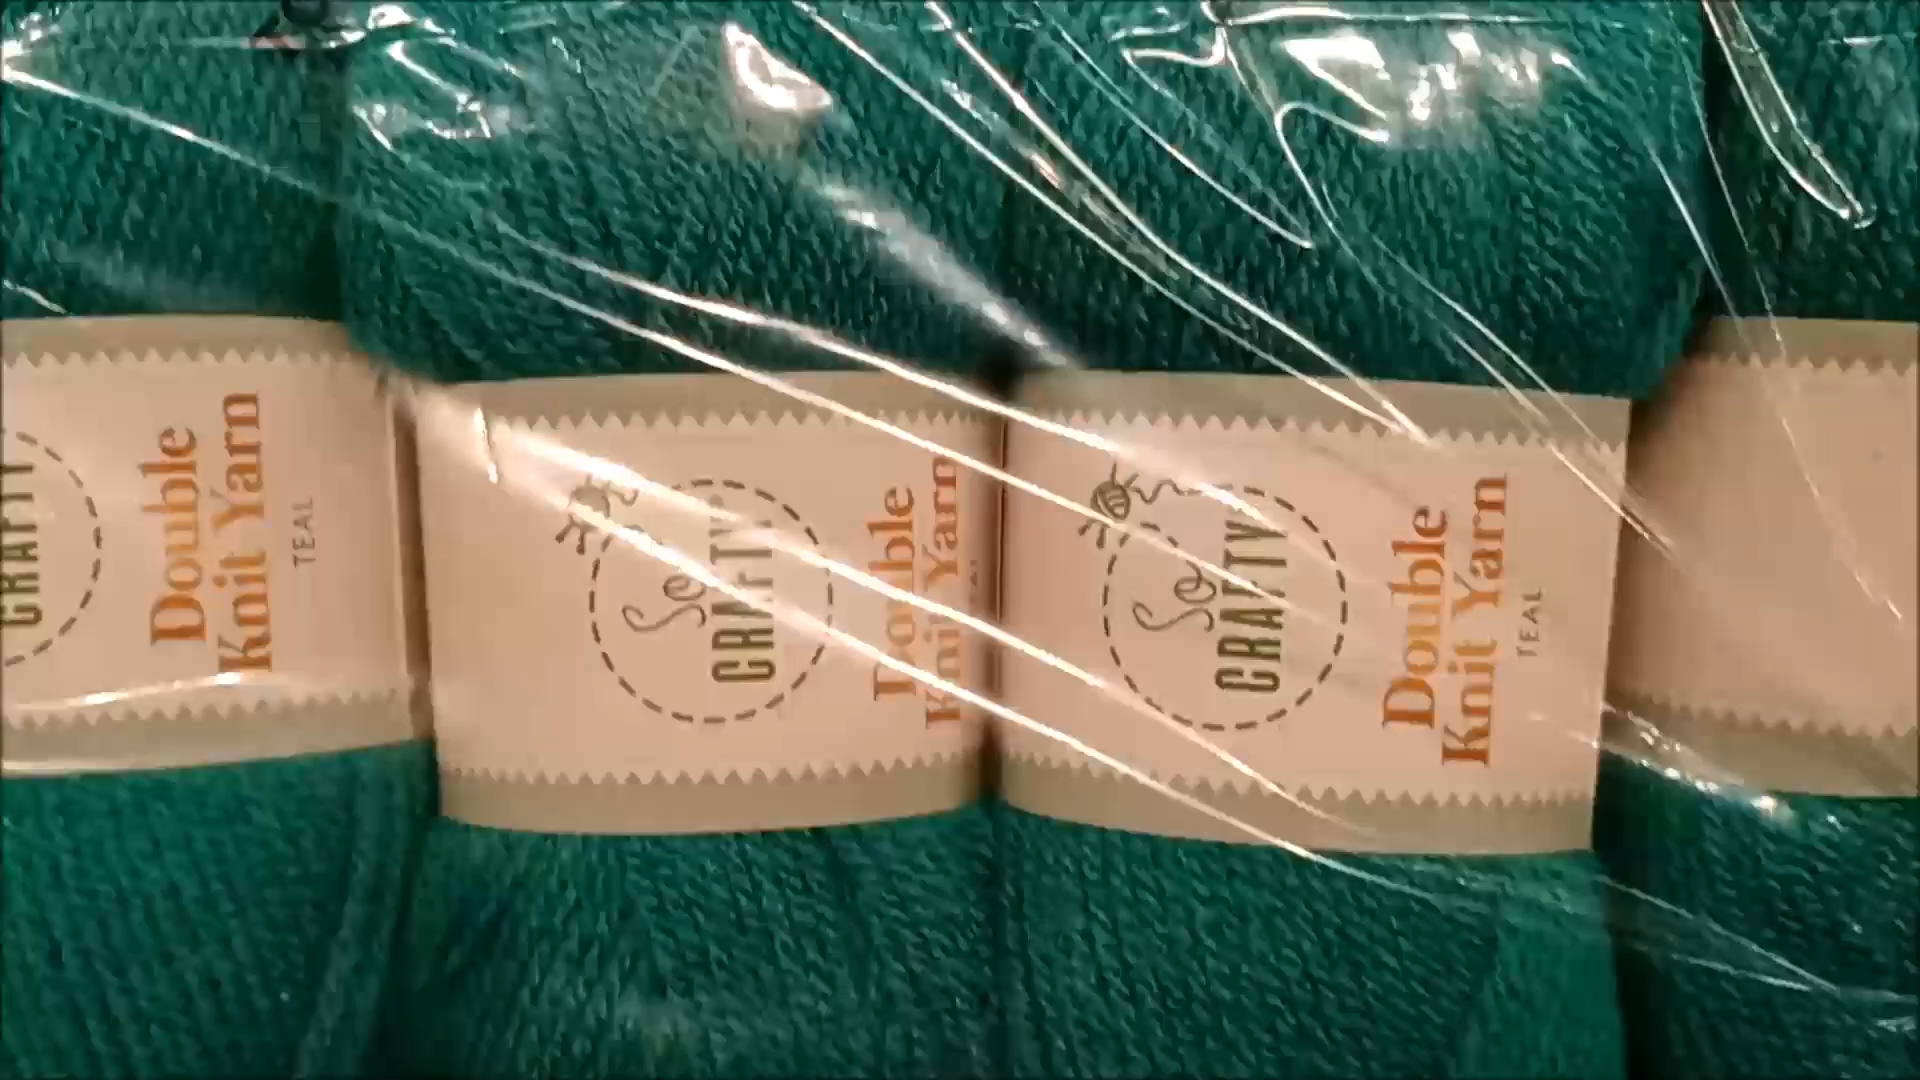 CRAFTY
Double
Knit Yarn
TEAL
So
CRAFTY
Double
Knit Yarn
So
CRAFTY
Double
Knit Yarn
TEAL